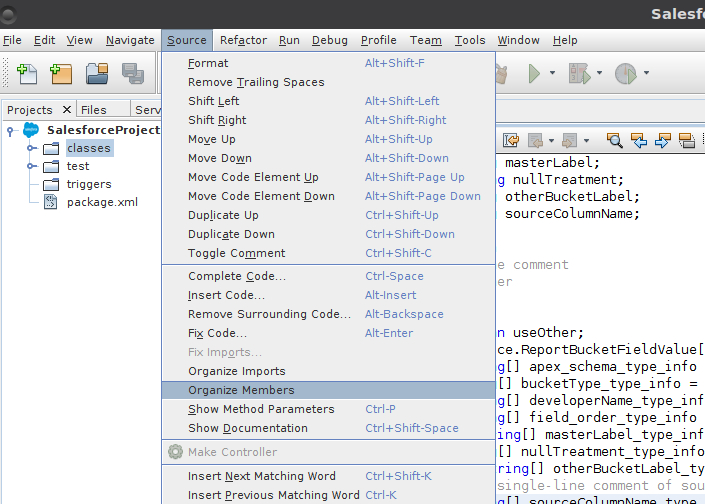 Salesfo
File Edit View Navigate Source Refactor Run Debug Profile Team Tools Window Help
Projects X Files Serv
SalesforceProject
classes
test
triggers
package.xml
Format Alt+Shift-F
Remove Trailing Spaces
Shift Left Alt+Shift-Left
Shift Right Alt+Shift-Right
Move Up Alt+Shift-Up
Move Down Alt+Shift-Down
Move Code Element Up Alt+Shift-Page Up
Move Code Element Down Alt+Shift-Page Down
Duplicate Up Ctrl+Shift-Up
Duplicate Down Ctrl+Shift-Down
Toggle Comment Ctrl+Shift-C
Complete Code... Ctrl-Space
Insert Code... Alt-Insert
Remove Surrounding Code... Alt-Backspace
Fix Code... Alt-Enter
Fix Imports...
Organize Imports
Organize Members
Show Method Parameters Ctrl-P
Show Documentation Ctrl+Shift-Space
Make Controller
Insert Next Matching Word Ctrl+Shift-K
Insert Previous Matching Word Ctrl-K
masterLabel;
g nullTreatment;
otherBucketLabel;
sourceColumnName;
e comment
er
n useOther;
ce.ReportBucketFieldValue[
g[] apex_schema_type_info
[] bucketType_type_info =
g[] developerName_type_inf
g[] field_order_type_info
ring[] masterLabel_type_inf
] nullTreatment_type_info
ring[] otherBucketLabel_ty
single-line comment of sou
g[] sourceColumnName_type_